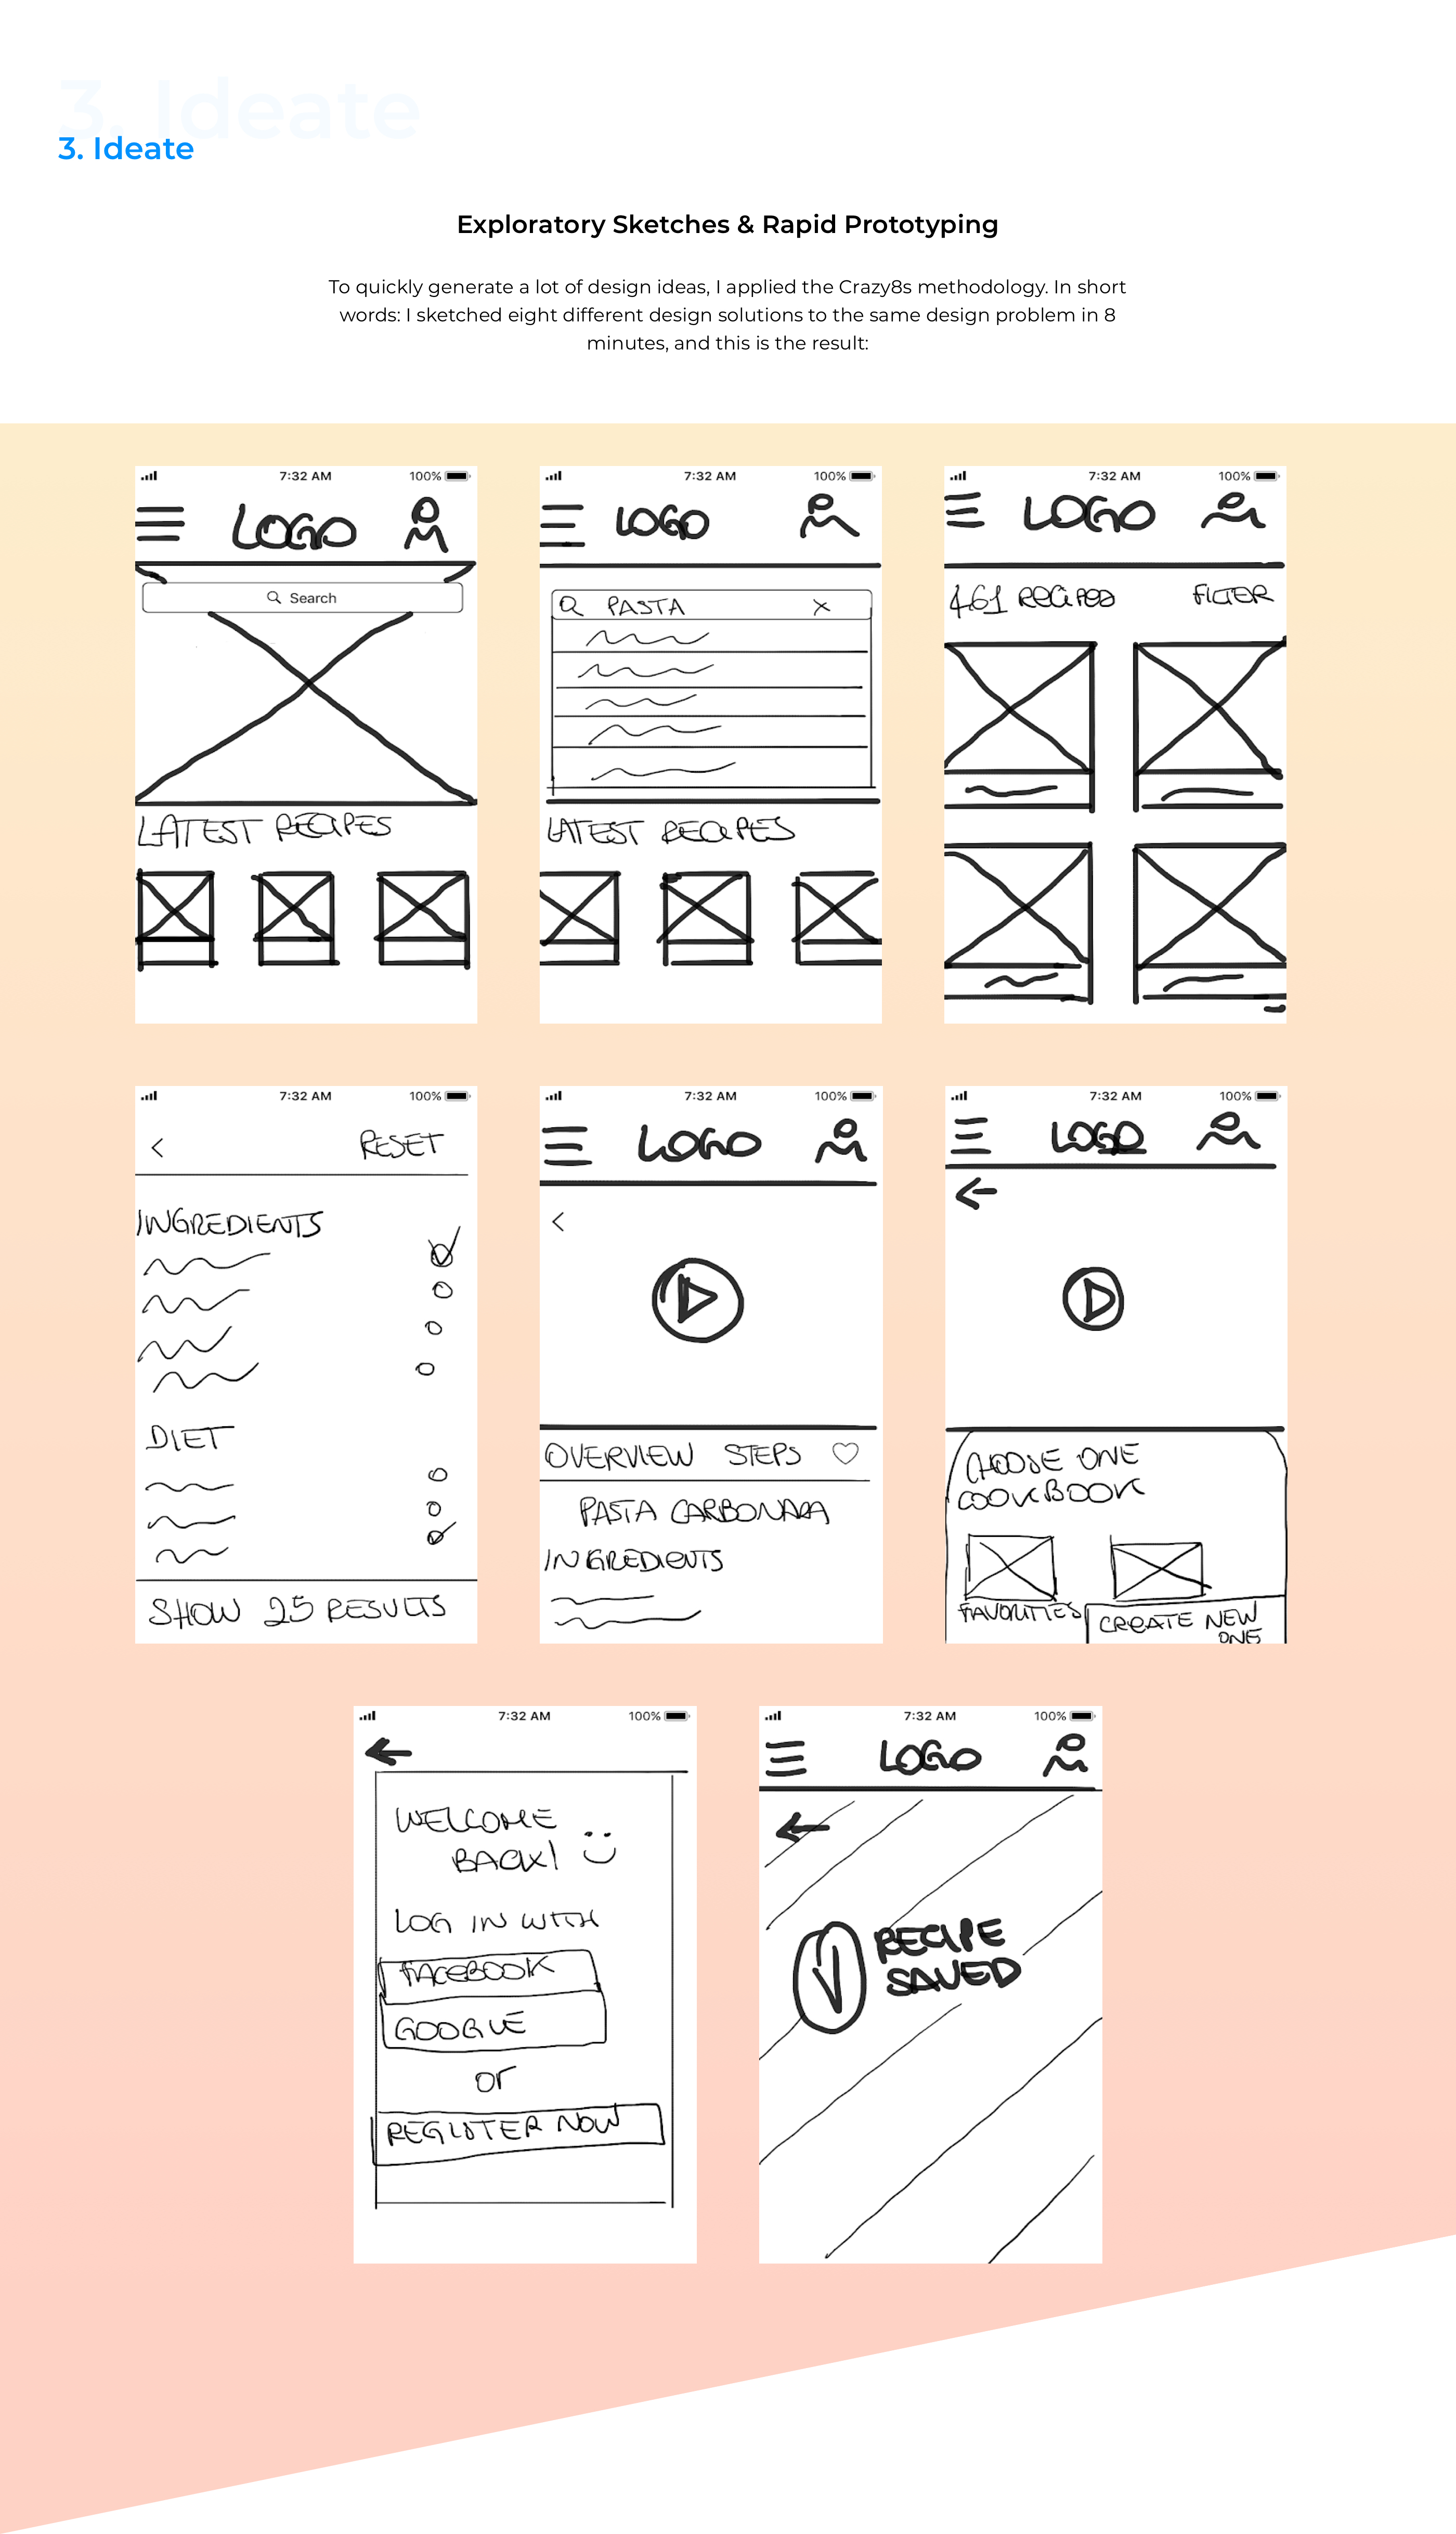 3. Ideate
3. Ideate
Exploratory Sketches & Rapid Prototyping
To quickly generate a lot of design ideas, I applied the Crazy8s methodology. In short
words: I sketched eight different design solutions to the same design problem in 8
minutes, and this is the result:
7:32 AM 100%
LOGO
Search
LATEST RECIPES
7:32 AM 100%
LOGO
PASTA X
LATEST RECIPES
7:32 AM 100%
LOGO
461 RECIPES FILTER
7:32 AM 100%
< RESET
INGREDIENTS
DIET
SHOW 25 RESULTS
7:32 AM 100%
LOGO
<
OVERVIEW STEPS
PASTA CARBONARA
INGREDIENTS
7:32 AM 100%
LOGO
CHOOSE ONE
COOKBOOK
FAVORITIES
CREATE NEW
ONE
7:32 AM 100%
WELCOME
BACK!
LOG IN WITH
FACEBOOK
GOOGLE
or
REGISTER NOW
7:32 AM 100%
LOGO
RECIPE
SAVED